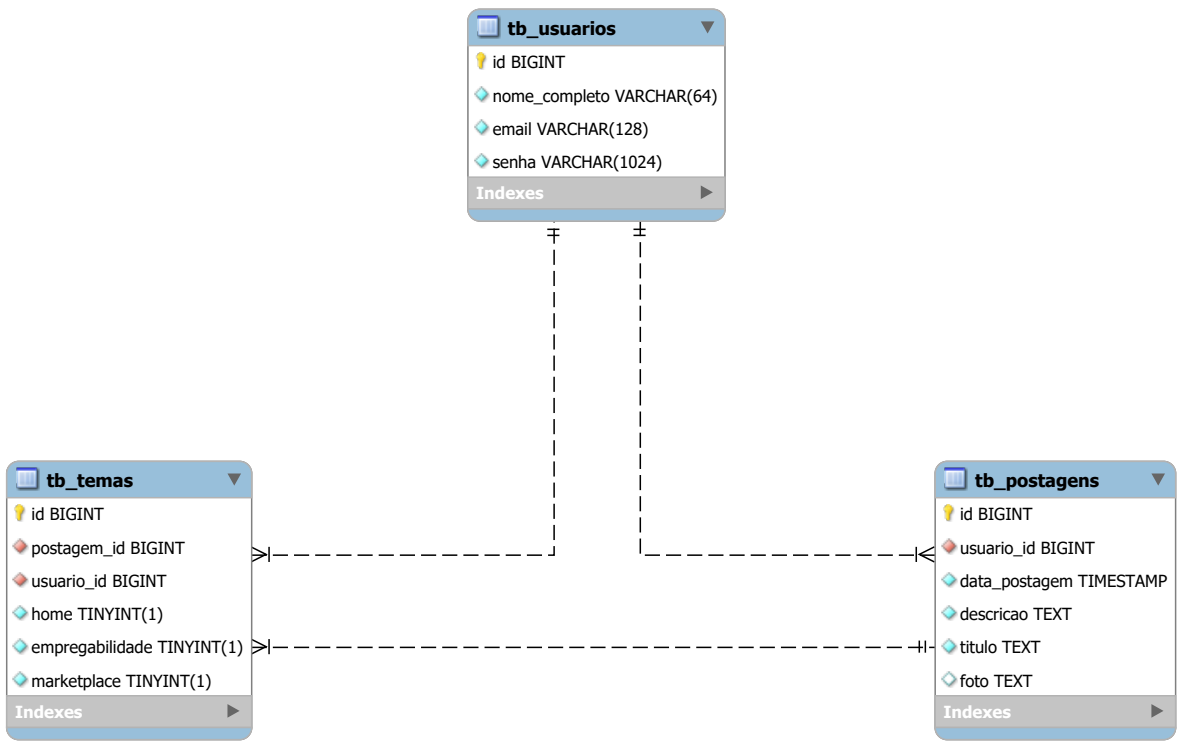 tb_usuarios
id BIGINT
nome_completo VARCHAR(64)
email VARCHAR(128)
senha VARCHAR(1024)
Indexes
tb_temas
id BIGINT
postagem_id BIGINT
usuario_id BIGINT
home TINYINT(1)
empregabilidade TINYINT(1)
marketplace TINYINT(1)
Indexes
tb_postagens
id BIGINT
usuario_id BIGINT
data_postagem TIMESTAMP
descricao TEXT
titulo TEXT
foto TEXT
Indexes